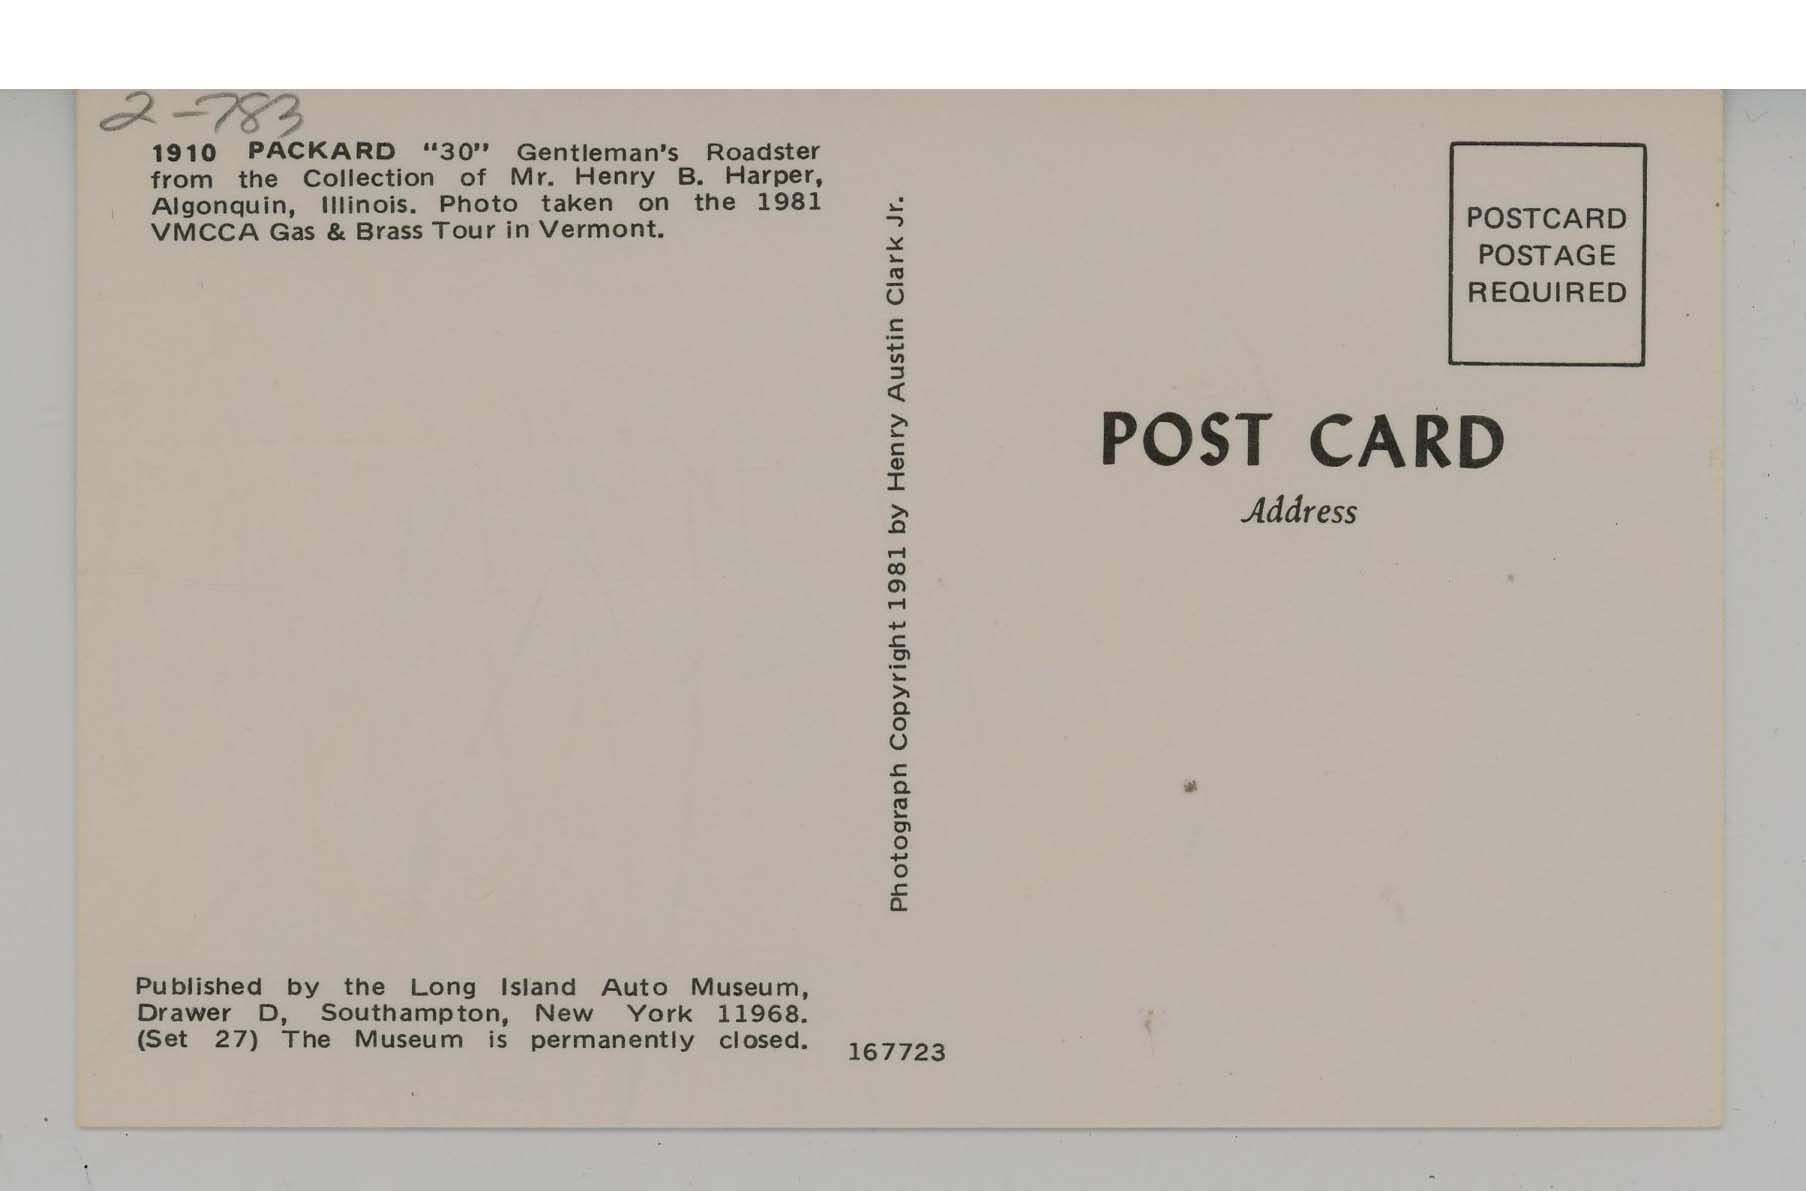 2-783
1910 PACKARD “30” Gentleman's Roadster
from the Collection of Mr. Henry B. Harper,
Algonquin, Illinois. Photo taken on the 1981
VMCCA Gas & Brass Tour in Vermont.
Published by the Long Island Auto Museum,
Drawer D, Southampton, New York 11968.
(Set 27) The Museum is permanently closed.
167723
Photograph Copyright 1981 by Henry Austin Clark Jr.
POSTCARD
POSTAGE
REQUIRED
POST CARD
Address